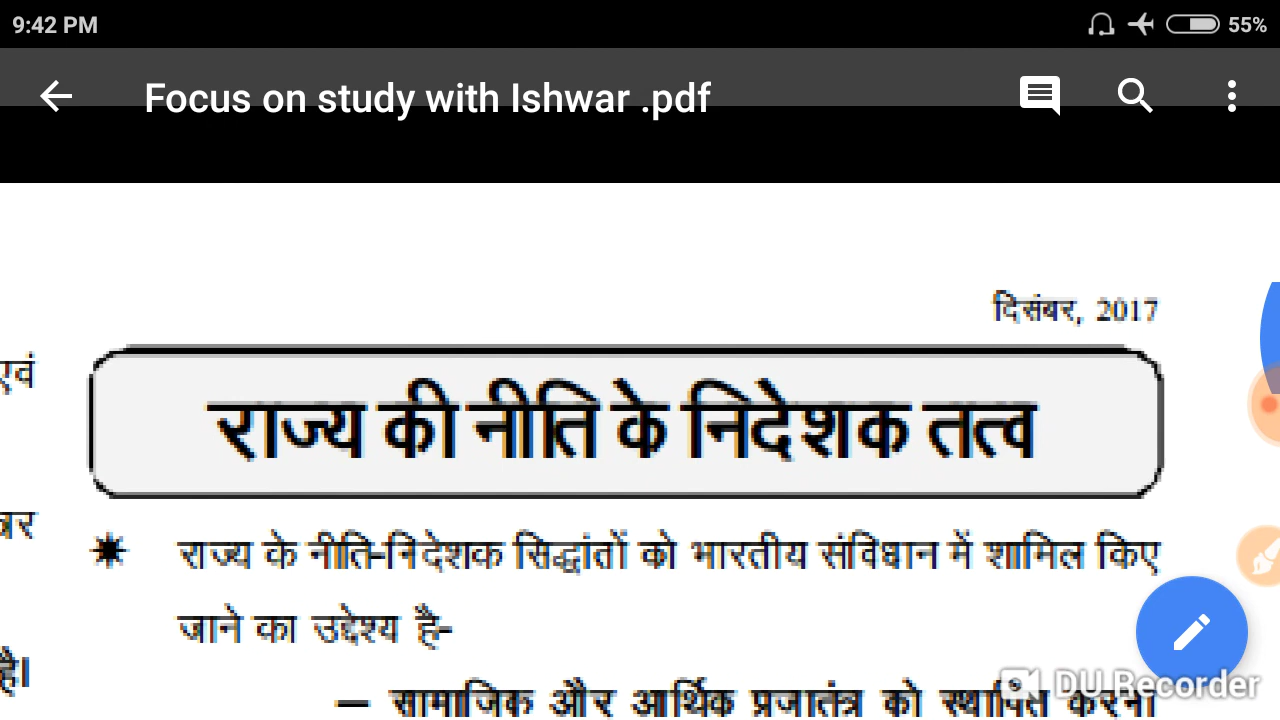 9:42 PM
55%
Focus on study with Ishwar .pdf
दिसंबर, 2017
एवं
राज्य की नीति के निदेशक तत्व
राज्य के नीति-निदेशक सिद्धांतों को भारतीय संविधान में शामिल किए
जाने का उद्देश्य है-
है।
— सामाजिक और आर्थिक प्रजातंत्र को स्थापित करना
DU Recorder